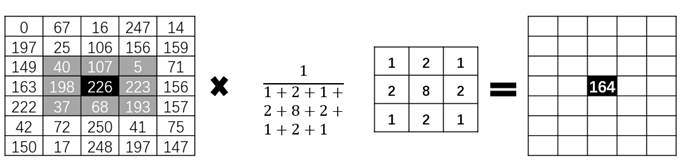 0 67 16 247 14
197 25 106 156 159
149 40 107 5 71
163 198 226 223 156
222 37 68 193 157
42 72 250 41 75
150 17 248 197 147
×
1
1 + 2 + 1 +
2 + 8 + 2 +
1 + 2 + 1
1 2 1
2 8 2
1 2 1
=
164